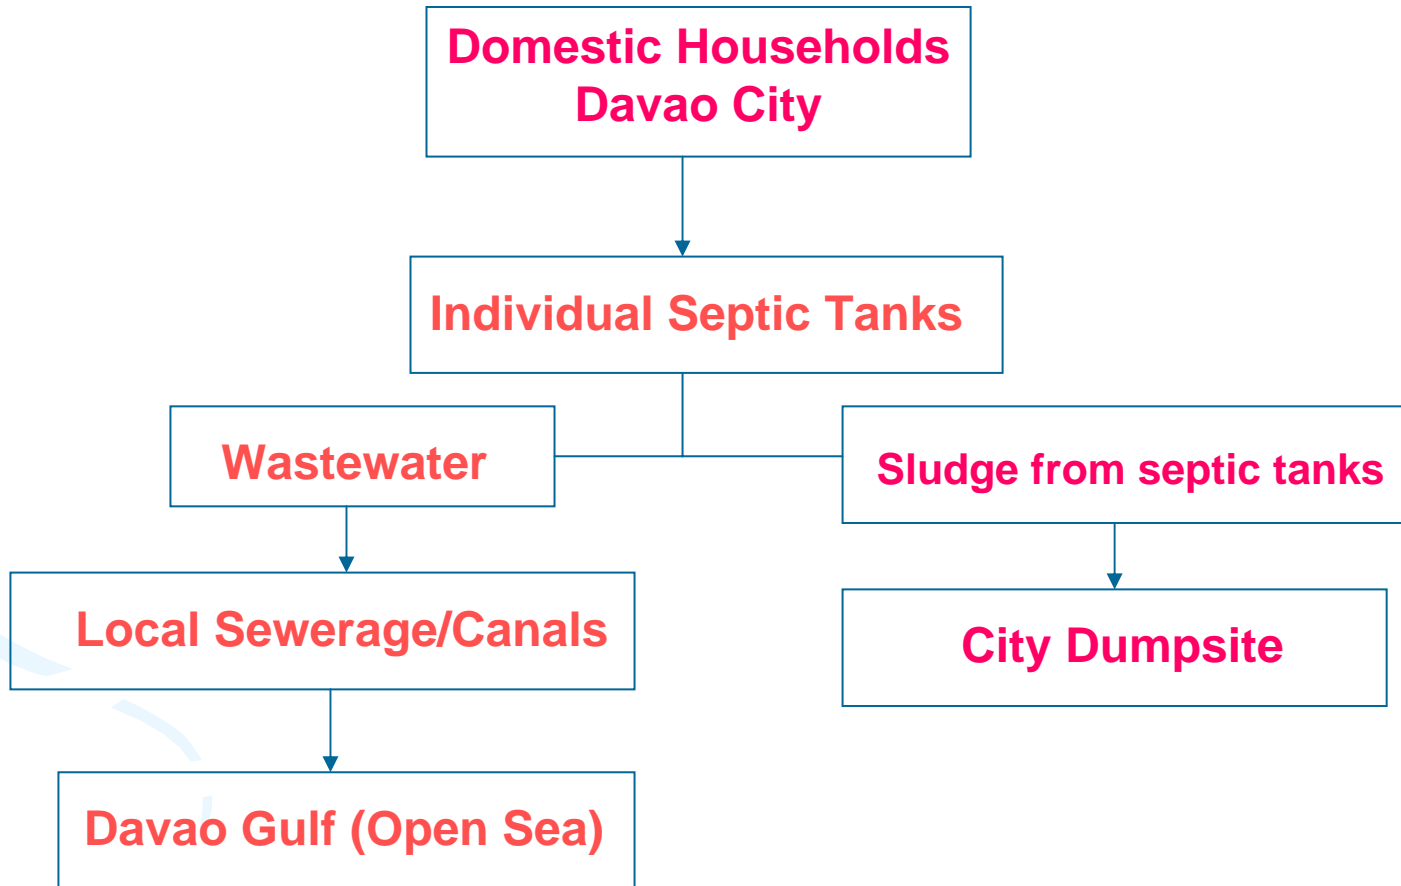 Domestic Households
Davao City
Individual Septic Tanks
Wastewater
Sludge from septic tanks
Local Sewerage/Canals
City Dumpsite
Davao Gulf (Open Sea)